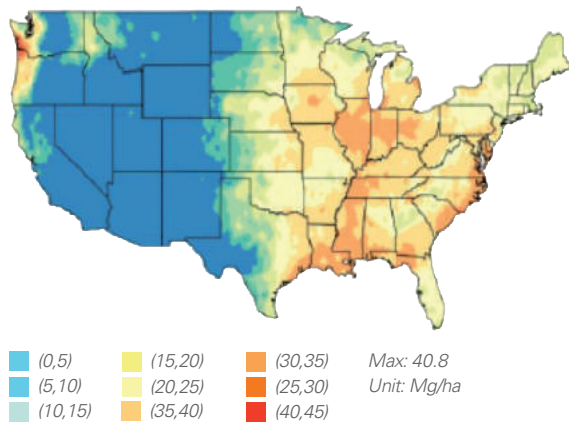 (0,5) (15,20) (30,35) Max: 40.8
(5,10) (20,25) (25,30) Unit: Mg/ha
(10,15) (35,40) (40,45)